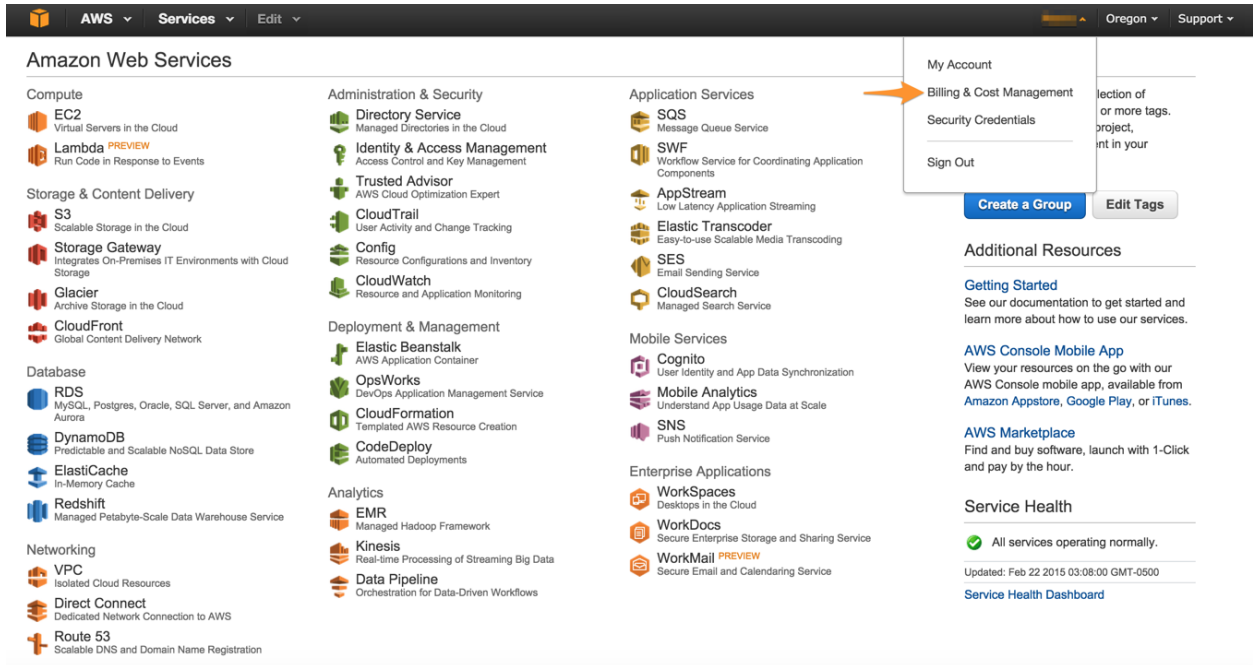 AWS Services Edit Oregon Support
Amazon Web Services
Compute
EC2
Virtual Servers in the Cloud
Lambda PREVIEW
Run Code in Response to Events
Storage & Content Delivery
S3
Scalable Storage in the Cloud
Storage Gateway
Integrates On-Premises IT Environments with Cloud
Storage
Glacier
Archive Storage in the Cloud
CloudFront
Global Content Delivery Network
Database
RDS
MySQL, Postgres, Oracle, SQL Server, and Amazon
Aurora
DynamoDB
Predictable and Scalable NoSQL Data Store
ElastiCache
In-Memory Cache
Redshift
Managed Petabyte-Scale Data Warehouse Service
Networking
VPC
Isolated Cloud Resources
Direct Connect
Dedicated Network Connection to AWS
Route 53
Scalable DNS and Domain Name Registration
Administration & Security
Directory Service
Managed Directories in the Cloud
Identity & Access Management
Access Control and Key Management
Trusted Advisor
AWS Cloud Optimization Expert
CloudTrail
User Activity and Change Tracking
Config
Resource Configurations and Inventory
CloudWatch
Resource and Application Monitoring
Deployment & Management
Elastic Beanstalk
AWS Application Container
OpsWorks
DevOps Application Management Service
CloudFormation
Templated AWS Resource Creation
CodeDeploy
Automated Deployments
Analytics
EMR
Managed Hadoop Framework
Kinesis
Real-time Processing of Streaming Big Data
Data Pipeline
Orchestration for Data-Driven Workflows
Application Services
SQS
Message Queue Service
SWF
Workflow Service for Coordinating Application
Components
AppStream
Low Latency Application Streaming
Elastic Transcoder
Easy-to-use Scalable Media Transcoding
SES
Email Sending Service
CloudSearch
Managed Search Service
Mobile Services
Cognito
User Identity and App Data Synchronization
Mobile Analytics
Understand App Usage Data at Scale
SNS
Push Notification Service
Enterprise Applications
WorkSpaces
Desktops in the Cloud
WorkDocs
Secure Enterprise Storage and Sharing Service
WorkMail PREVIEW
Secure Email and Calendaring Service
My Account
Billing & Cost Management
Security Credentials
Sign Out
lection of
or more tags.
project,
nt in your
Create a Group Edit Tags
Additional Resources
Getting Started
See our documentation to get started and
learn more about how to use our services.
AWS Console Mobile App
View your resources on the go with our
AWS Console mobile app, available from
Amazon Appstore, Google Play, or iTunes.
AWS Marketplace
Find and buy software, launch with 1-Click
and pay by the hour.
Service Health
All services operating normally.
Updated: Feb 22 2015 03:08:00 GMT-0500
Service Health Dashboard